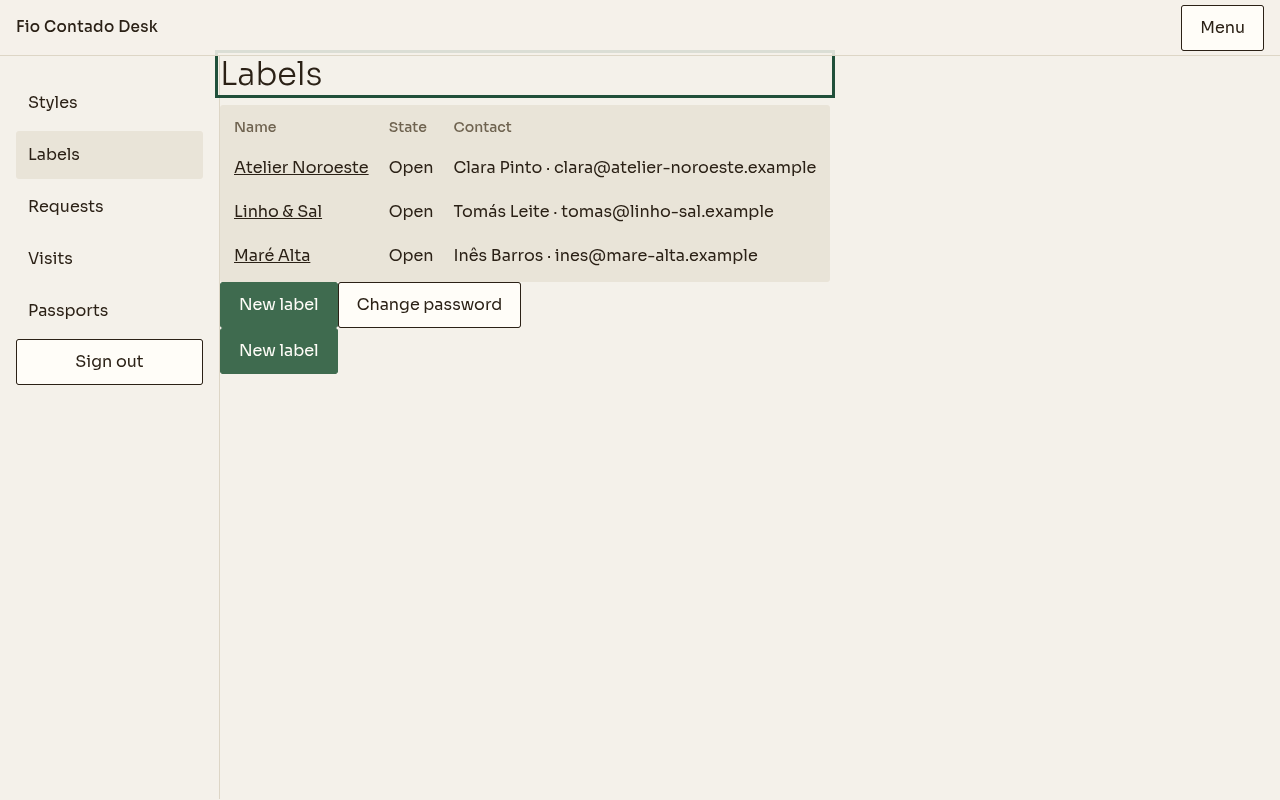 Fio Contado Desk
Menu
Styles
Labels
Requests
Visits
Passports
Sign out
Labels
Name State Contact
Atelier Noroeste Open Clara Pinto · clara@atelier-noroeste.example
Linho & Sal Open Tomás Leite · tomas@linho-sal.example
Maré Alta Open Inês Barros · ines@mare-alta.example
New label Change password
New label